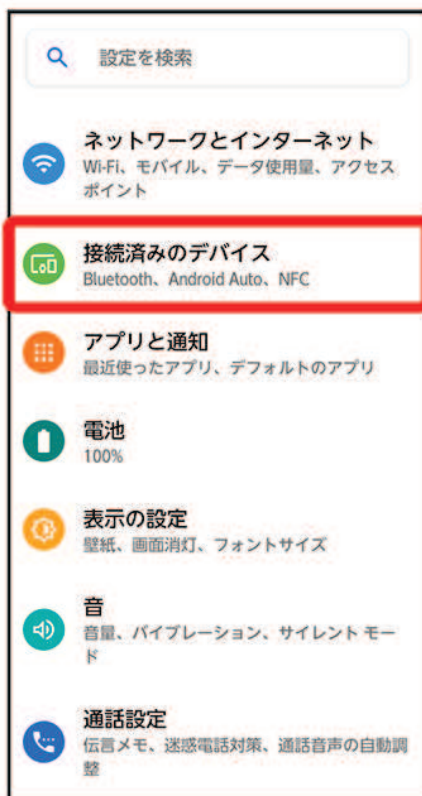 設定を検索
ネットワークとインターネット
Wi-Fi、モバイル、データ使用量、アクセス
ポイント
接続済みのデバイス
Bluetooth、Android Auto、NFC
アプリと通知
最近使ったアプリ、デフォルトのアプリ
電池
100%
表示の設定
壁紙、画面消灯、フォントサイズ
音
音量、バイブレーション、サイレント モー
ド
通話設定
伝言メモ、迷惑電話対策、通話音声の自動調
整